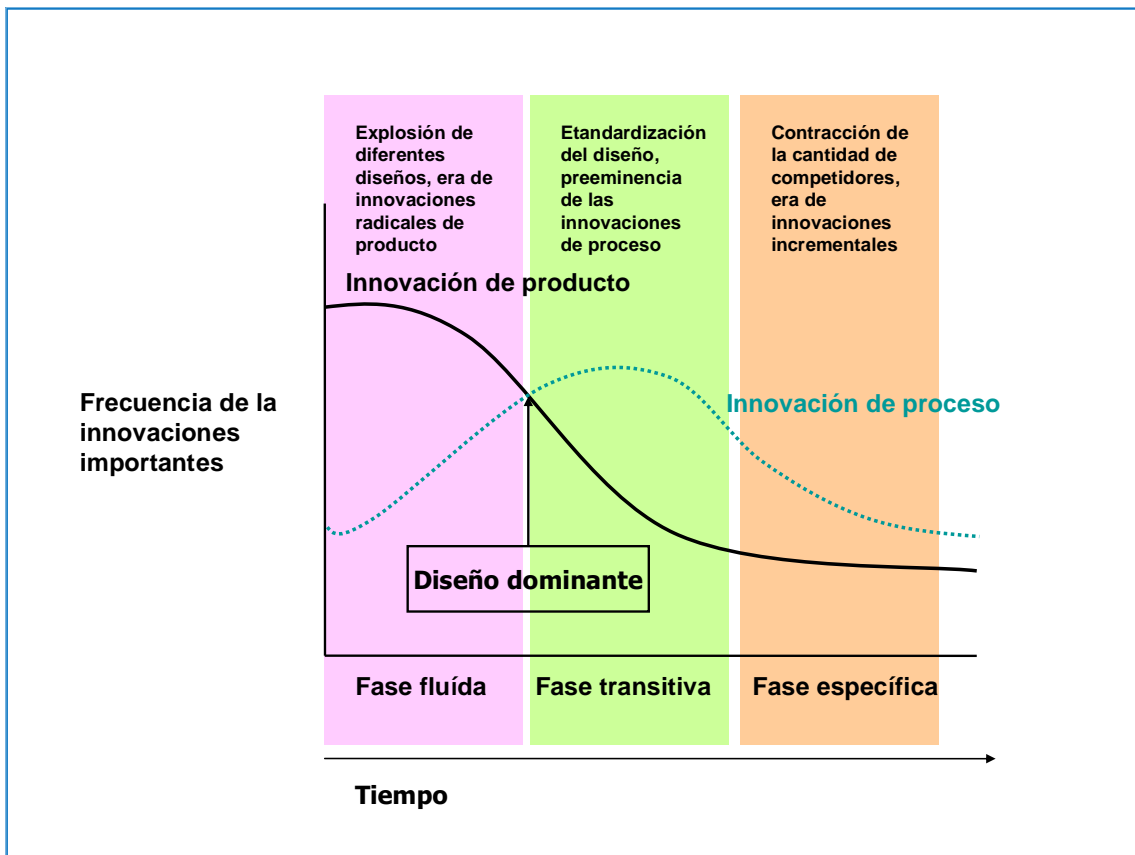 Explosión de
diferentes
diseños, era de
innovaciones
radicales de
producto
Etandardización
del diseño,
preeminencia
de las
innovaciones
de proceso
Contracción de
la cantidad de
competidores,
era de
innovaciones
incrementales
Innovación de producto
Frecuencia de la
innovaciones
importantes
Innovación de proceso
Diseño dominante
Fase fluída
Fase transitiva
Fase específica
Tiempo